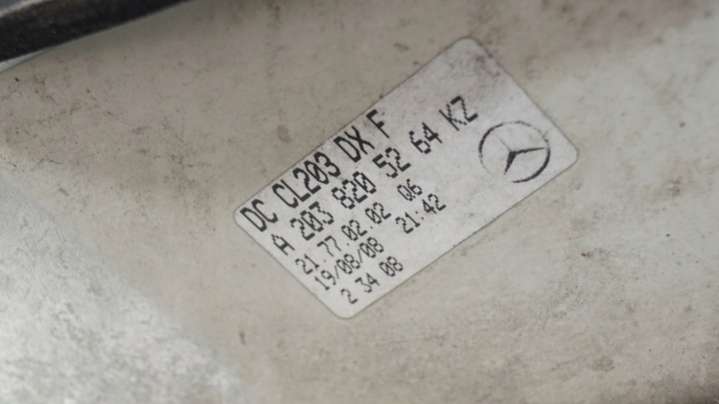 DC CL203 DX F
A 203 820 52 64 KZ
21.77.02.02 Q6
19/08/08 21:42
2 34 08